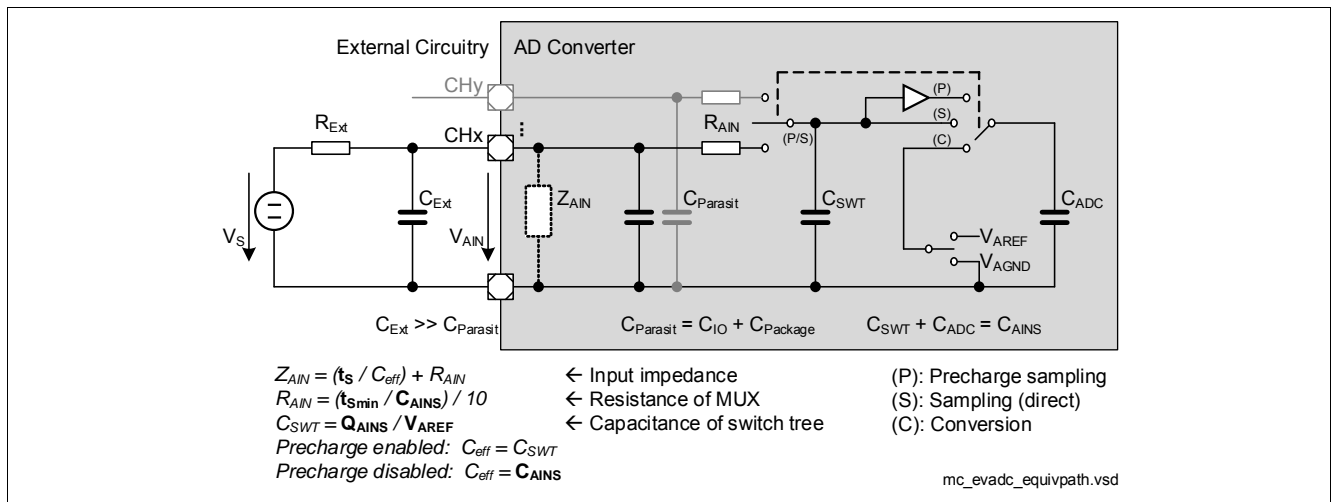 External Circuitry
AD Converter
CHy
(P)
R_Ext
CHx
⋮
R_AIN
(P/S)
(S)
(C)
C_Ext
Z_AIN
C_Parasit
C_SWT
C_ADC
V_S
V_AIN
V_AREF
V_AGND
C_Ext >> C_Parasit
C_Parasit = C_IO + C_Package
C_SWT + C_ADC = C_AINS
Z_AIN = (t_S / C_eff) + R_AIN ← Input impedance
R_AIN = (t_Smin / C_AINS) / 10 ← Resistance of MUX
C_SWT = Q_AINS / V_AREF ← Capacitance of switch tree
Precharge enabled: C_eff = C_SWT
Precharge disabled: C_eff = C_AINS
(P): Precharge sampling
(S): Sampling (direct)
(C): Conversion
mc_evadc_equivpath.vsd